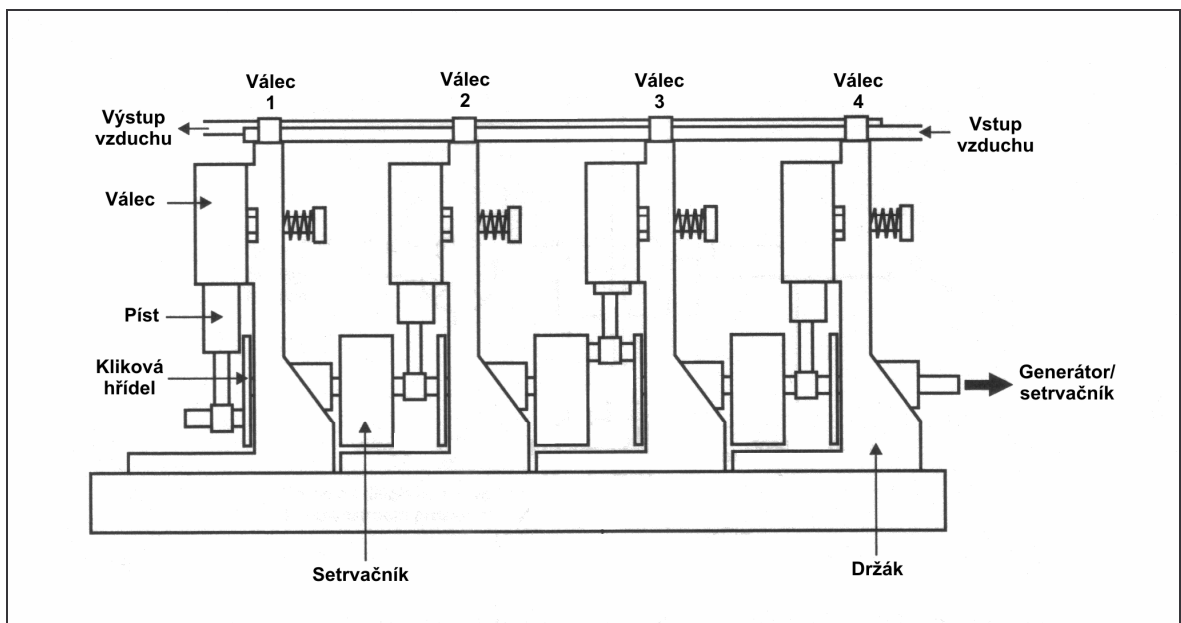 Válec
1
Válec
2
Válec
3
Válec
4
Výstup
vzduchu
Vstup
vzduchu
Válec
Píst
Kliková
hřídel
Generátor/
setrvačník
Setrvačník
Držák